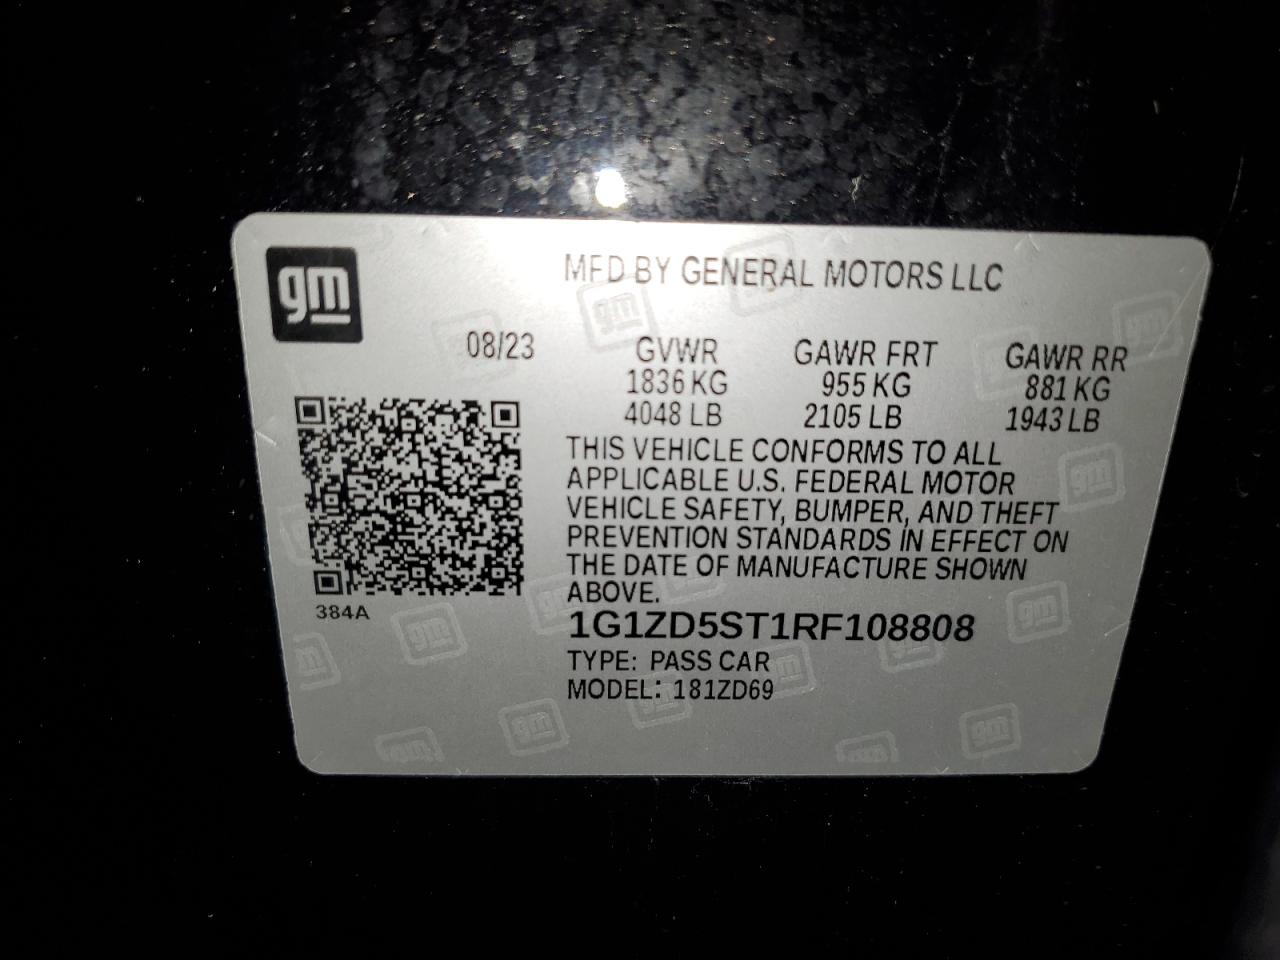 gm
MFD BY GENERAL MOTORS LLC
08/23
GVWR GAWR FRT GAWR RR
1836 KG 955 KG 881 KG
4048 LB 2105 LB 1943 LB
THIS VEHICLE CONFORMS TO ALL
APPLICABLE U.S. FEDERAL MOTOR
VEHICLE SAFETY, BUMPER, AND THEFT
PREVENTION STANDARDS IN EFFECT ON
THE DATE OF MANUFACTURE SHOWN
ABOVE.
384A
1G1ZD5ST1RF108808
TYPE: PASS CAR
MODEL: 181ZD69